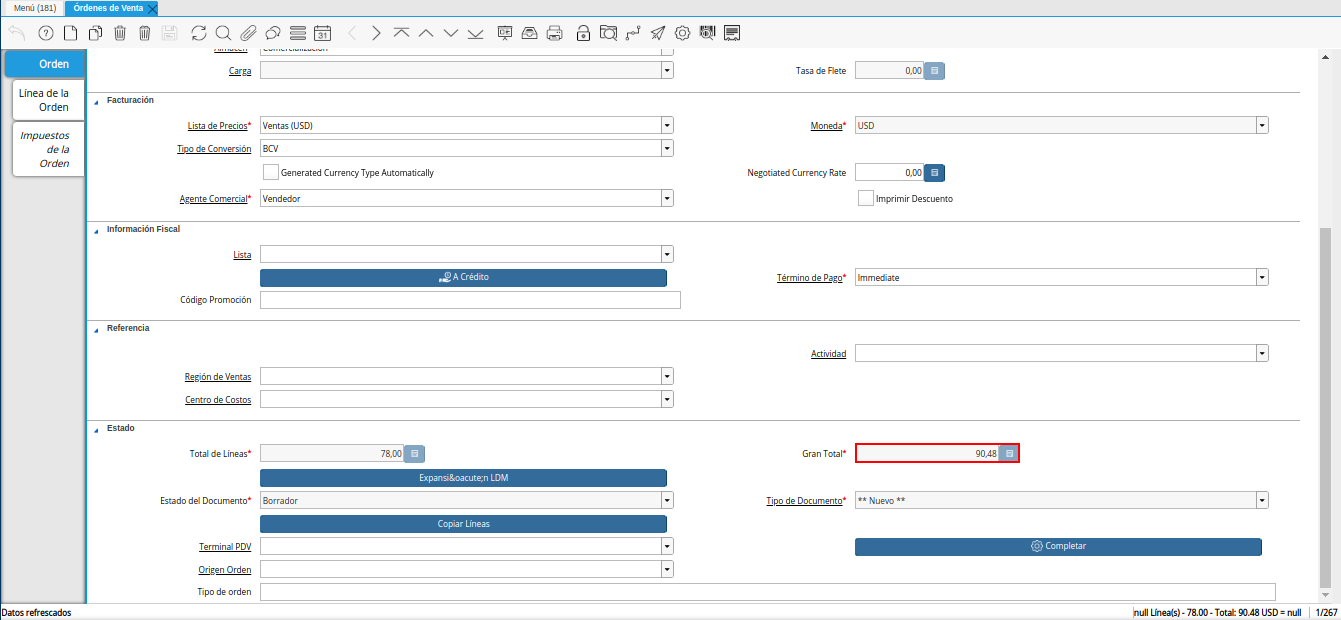 Menú (181)
Órdenes de Venta
31
Orden
Línea de la
Orden
Impuestos
de la
Orden
Almacén Comercialización
Carga
Tasa de Flete 0,00
Facturación
Lista de Precios* Ventas (USD)
Moneda* USD
Tipo de Conversión BCV
Generated Currency Type Automatically
Negotiated Currency Rate 0,00
Agente Comercial* Vendedor
Imprimir Descuento
Información Fiscal
Lista
A Crédito
Término de Pago* Immediate
Código Promoción
Referencia
Actividad
Región de Ventas
Centro de Costos
Estado
Total de Líneas* 78,00
Gran Total* 90,48
Expansi&oacute;n LDM
Estado del Documento* Borrador
Tipo de Documento* ** Nuevo **
Copiar Líneas
Terminal PDV
Completar
Origen Orden
Tipo de orden
Datos refrescados
null Línea(s) - 78.00 - Total: 90.48 USD = null
1/267